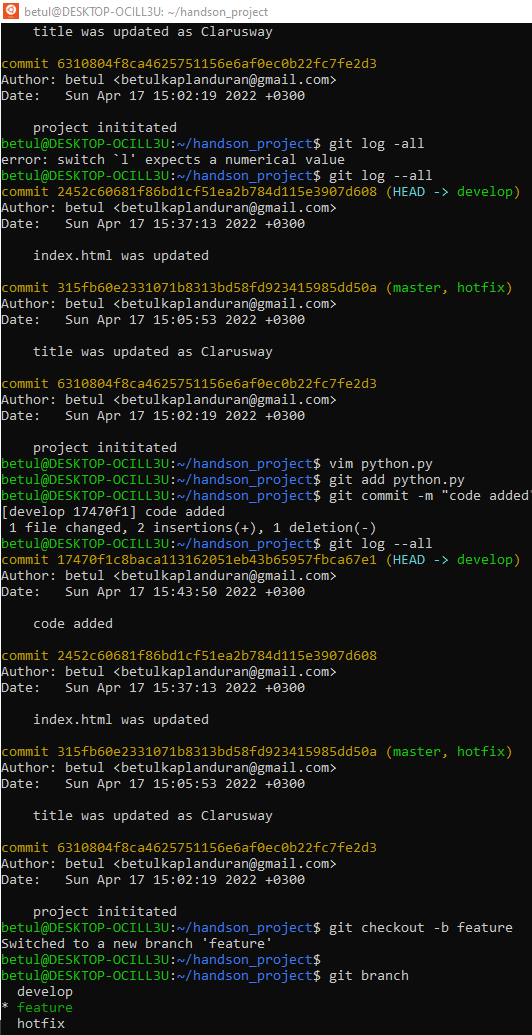 betul@DESKTOP-OCILL3U: ~/handson_project
title was updated as Clarusway
commit 6310804f8ca4625751156e6af0ec0b22fc7fe2d3
Author: betul <betulkaplanduran@gmail.com>
Date:   Sun Apr 17 15:02:19 2022 +0300
project inititated
betul@DESKTOP-OCILL3U:~/handson_project$ git log -all
error: switch `l' expects a numerical value
betul@DESKTOP-OCILL3U:~/handson_project$ git log --all
commit 2452c60681f86bd1cf51ea2b784d115e3907d608 (HEAD -> develop)
Author: betul <betulkaplanduran@gmail.com>
Date:   Sun Apr 17 15:37:13 2022 +0300
index.html was updated
commit 315fb60e2331071b8313bd58fd923415985dd50a (master, hotfix)
Author: betul <betulkaplanduran@gmail.com>
Date:   Sun Apr 17 15:05:53 2022 +0300
title was updated as Clarusway
commit 6310804f8ca4625751156e6af0ec0b22fc7fe2d3
Author: betul <betulkaplanduran@gmail.com>
Date:   Sun Apr 17 15:02:19 2022 +0300
project inititated
betul@DESKTOP-OCILL3U:~/handson_project$ vim python.py
betul@DESKTOP-OCILL3U:~/handson_project$ git add python.py
betul@DESKTOP-OCILL3U:~/handson_project$ git commit -m "code added"
[develop 17470f1] code added
1 file changed, 2 insertions(+), 1 deletion(-)
betul@DESKTOP-OCILL3U:~/handson_project$ git log --all
commit 17470f1c8baca113162051eb43b65957fbca67e1 (HEAD -> develop)
Author: betul <betulkaplanduran@gmail.com>
Date:   Sun Apr 17 15:43:50 2022 +0300
code added
commit 2452c60681f86bd1cf51ea2b784d115e3907d608
Author: betul <betulkaplanduran@gmail.com>
Date:   Sun Apr 17 15:37:13 2022 +0300
index.html was updated
commit 315fb60e2331071b8313bd58fd923415985dd50a (master, hotfix)
Author: betul <betulkaplanduran@gmail.com>
Date:   Sun Apr 17 15:05:53 2022 +0300
title was updated as Clarusway
commit 6310804f8ca4625751156e6af0ec0b22fc7fe2d3
Author: betul <betulkaplanduran@gmail.com>
Date:   Sun Apr 17 15:02:19 2022 +0300
project inititated
betul@DESKTOP-OCILL3U:~/handson_project$ git checkout -b feature
Switched to a new branch 'feature'
betul@DESKTOP-OCILL3U:~/handson_project$
betul@DESKTOP-OCILL3U:~/handson_project$ git branch
develop
* feature
hotfix